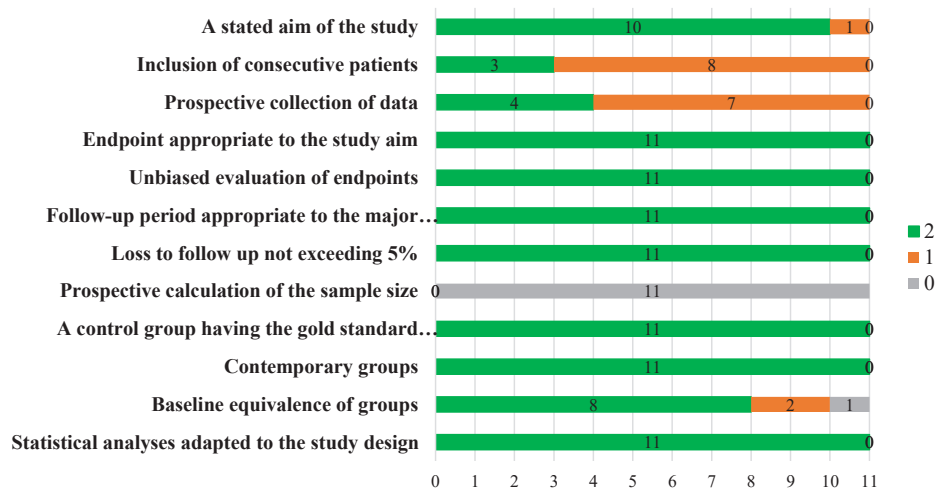 A stated aim of the study 10 1 0
Inclusion of consecutive patients 3 8 0
Prospective collection of data 4 7 0
Endpoint appropriate to the study aim 11 0
Unbiased evaluation of endpoints 11 0
Follow-up period appropriate to the major… 11 0
Loss to follow up not exceeding 5% 11 0
Prospective calculation of the sample size 0 11
A control group having the gold standard… 11 0
Contemporary groups 11 0
Baseline equivalence of groups 8 2 1
Statistical analyses adapted to the study design 11 0
0 1 2 3 4 5 6 7 8 9 10 11
2
1
0